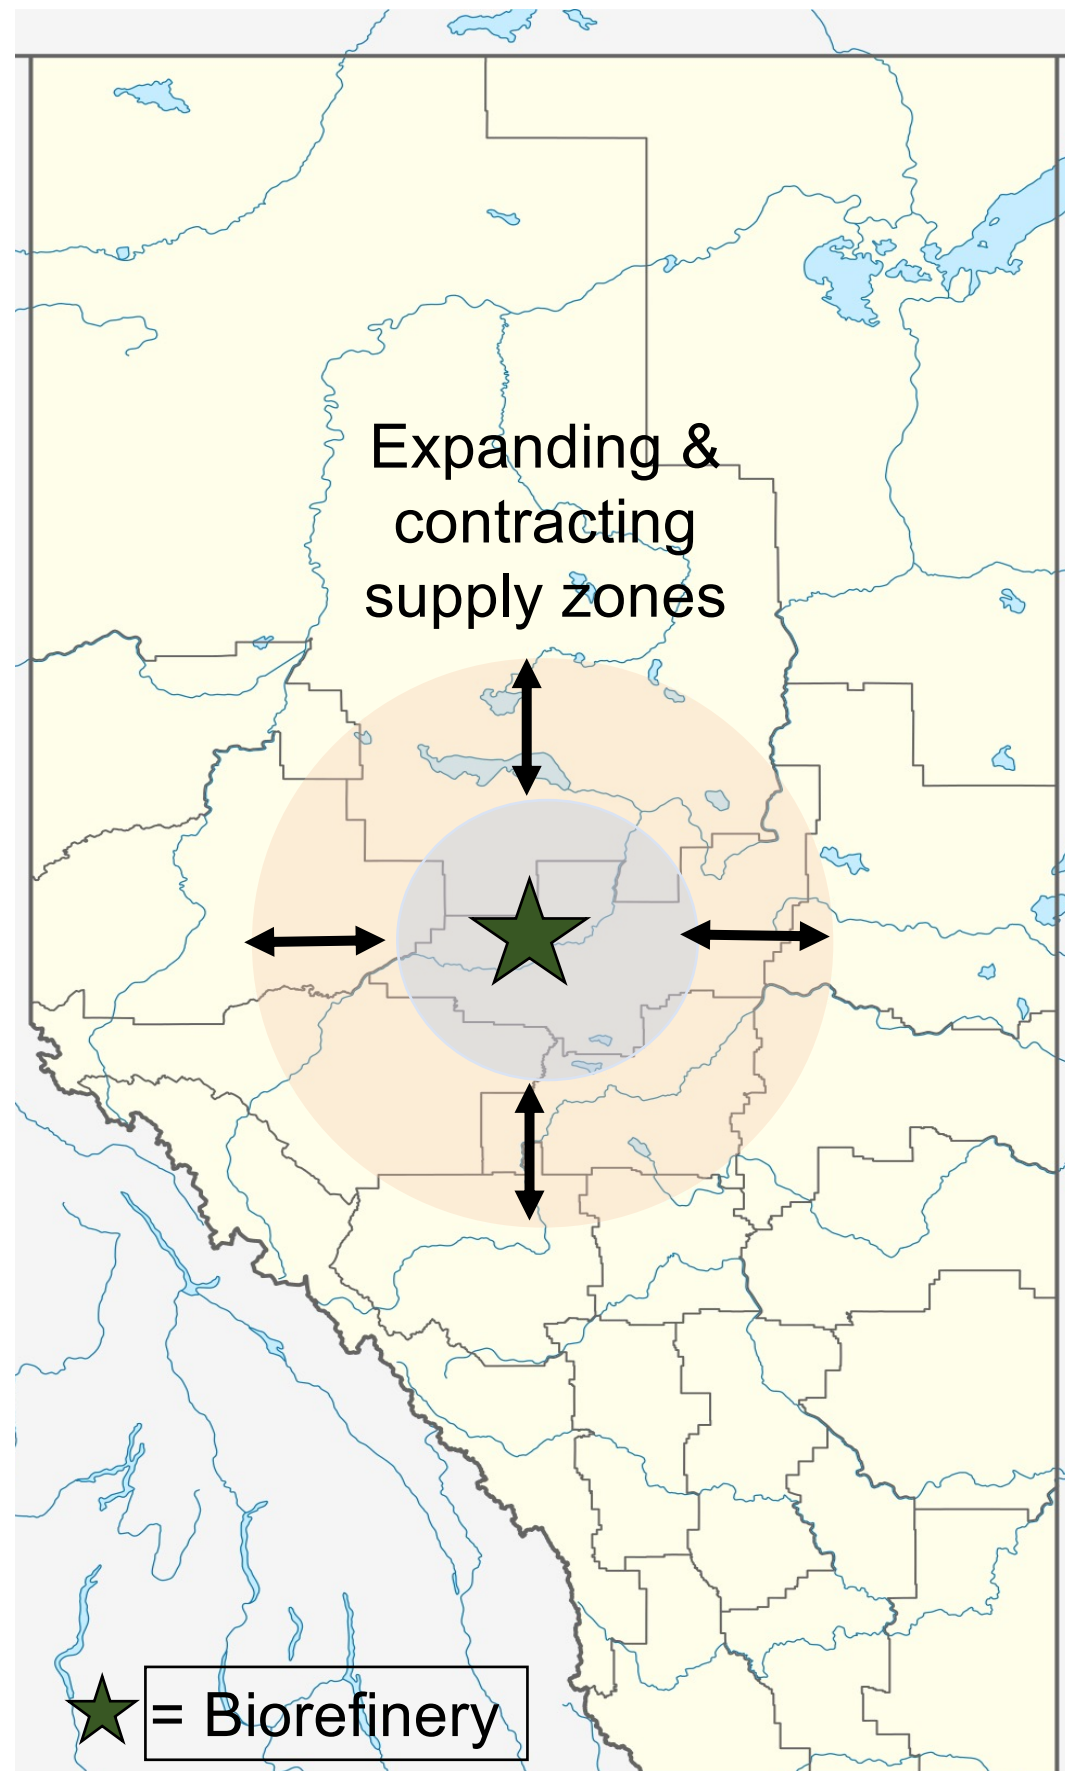 Expanding &
contracting
supply zones
= Biorefinery